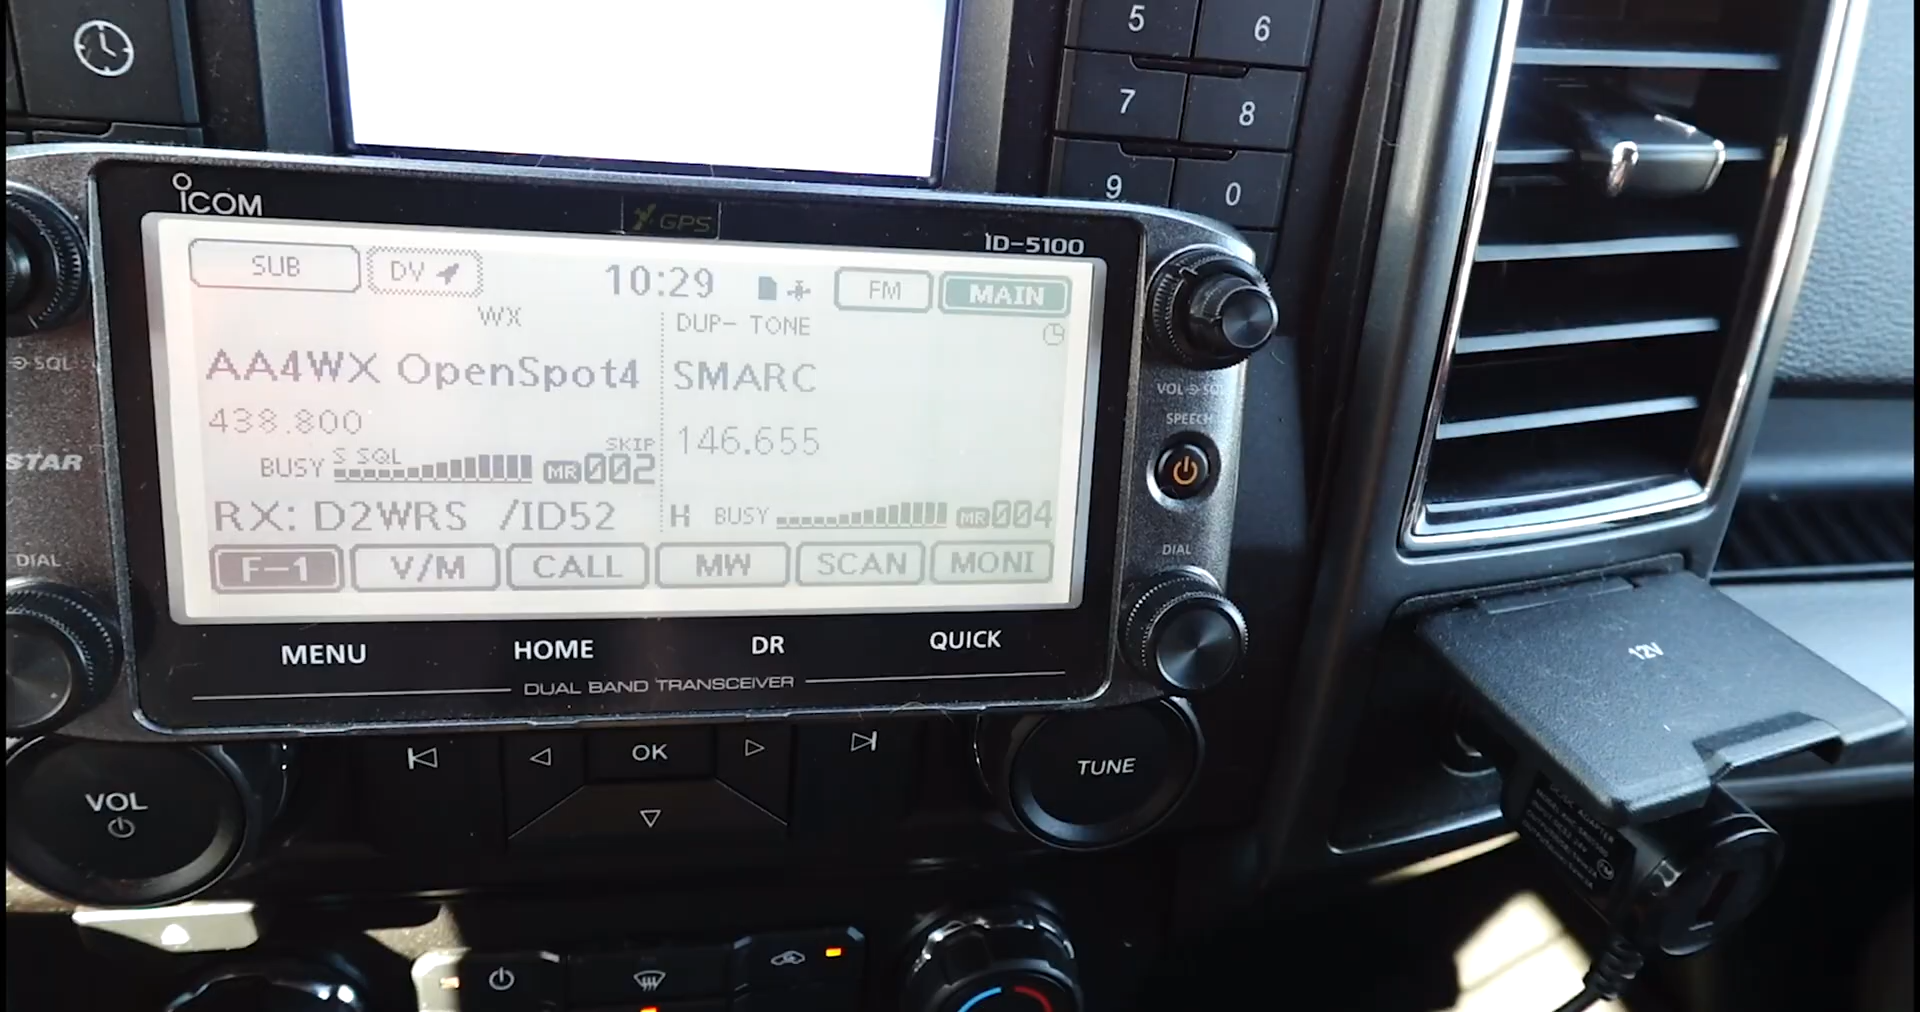 5 6
7 8
9 0
ICOM
GPS
ID-5100
SUB DV 10:29 FM MAIN
WX
DUP- TONE
AA4WX OpenSpot4
SMARC
438.800
146.655
SKIP
S SQL
BUSY MR 002
RX: D2WRS /ID52
H BUSY MR 004
F-1 V/M CALL MW SCAN MONI
MENU HOME DR QUICK
DUAL BAND TRANSCEIVER
SQL
STAR
DIAL
VOL
SPEECH
DIAL
12V
OK
VOL
TUNE